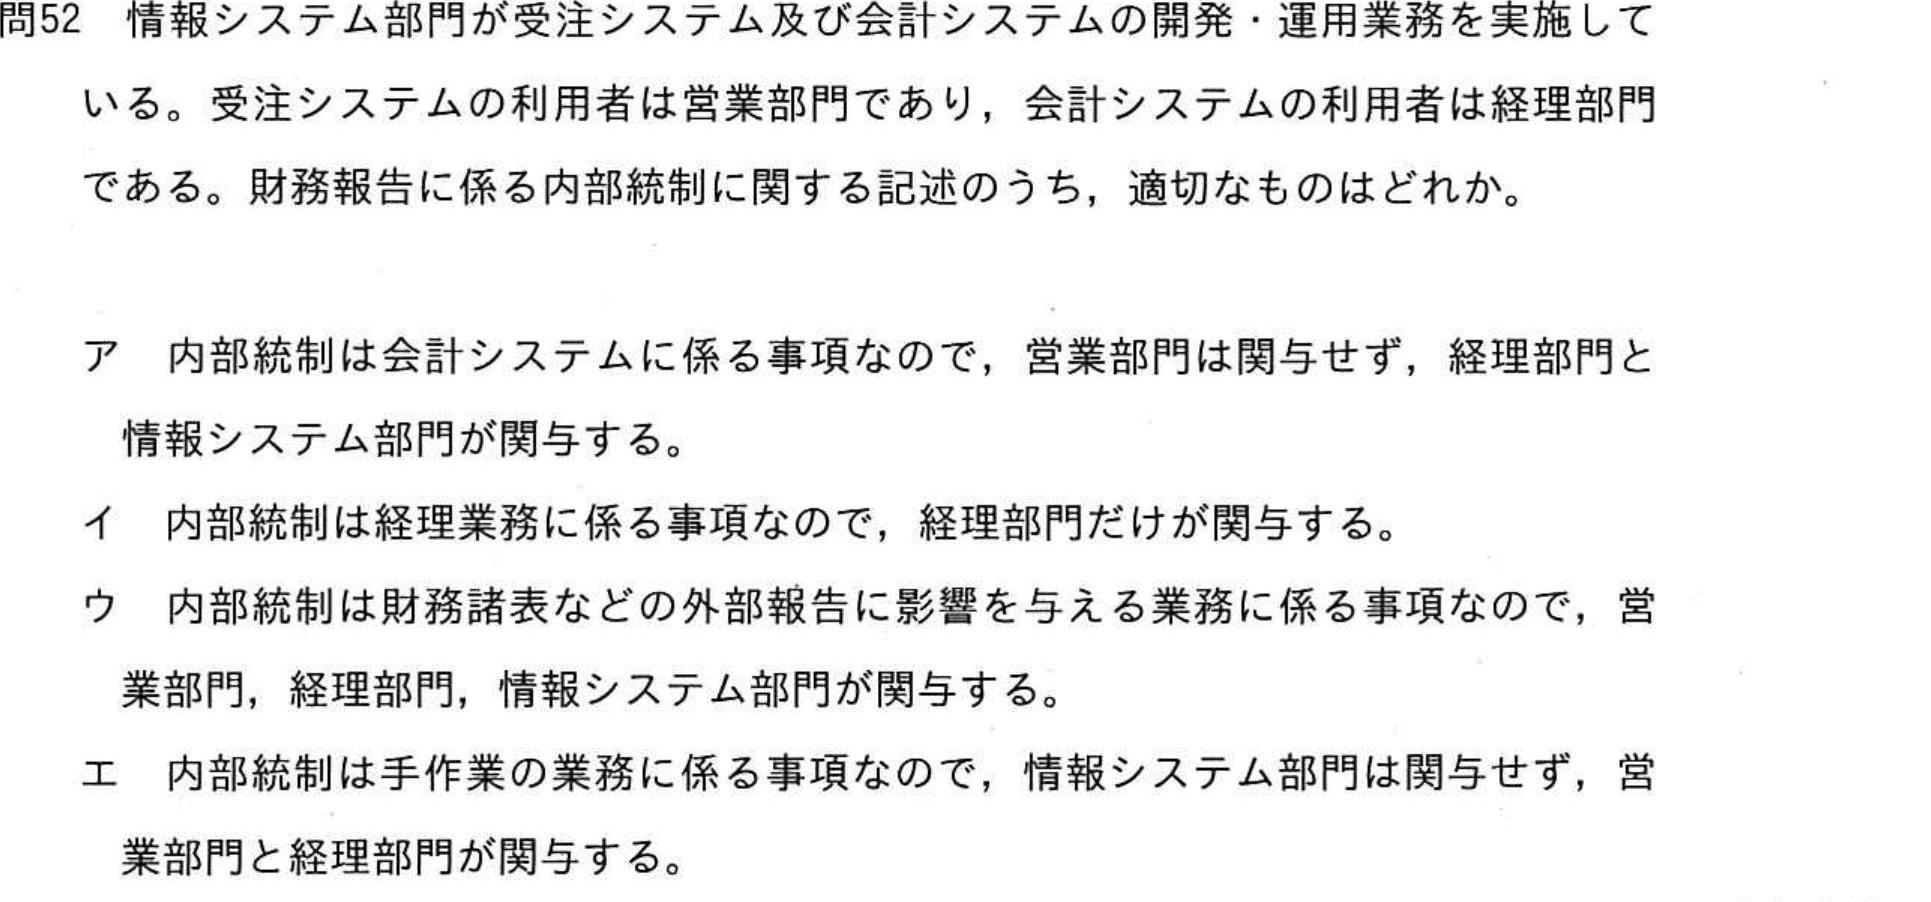 問52　情報システム部門が受注システム及び会計システムの開発・運用業務を実施して
いる。受注システムの利用者は営業部門であり，会計システムの利用者は経理部門
である。財務報告に係る内部統制に関する記述のうち，適切なものはどれか。
ア　内部統制は会計システムに係る事項なので，営業部門は関与せず，経理部門と
情報システム部門が関与する。
イ　内部統制は経理業務に係る事項なので，経理部門だけが関与する。
ウ　内部統制は財務諸表などの外部報告に影響を与える業務に係る事項なので，営
業部門，経理部門，情報システム部門が関与する。
エ　内部統制は手作業の業務に係る事項なので，情報システム部門は関与せず，営
業部門と経理部門が関与する。